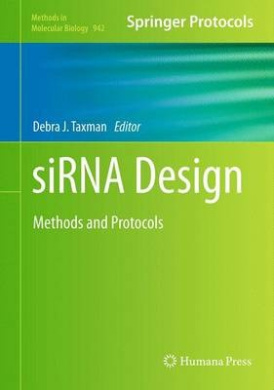 Methods in
Molecular Biology 942
Springer Protocols
Debra J. Taxman Editor
siRNA Design
Methods and Protocols
Humana Press